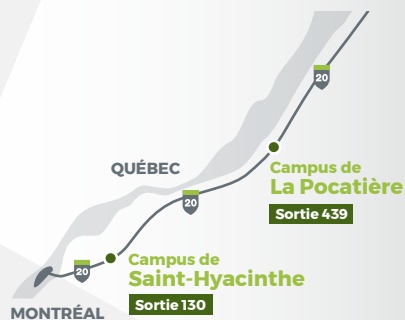 20
QUÉBEC
Campus de
La Pocatière
Sortie 439
20
Campus de
Saint-Hyacinthe
Sortie 130
20
MONTRÉAL